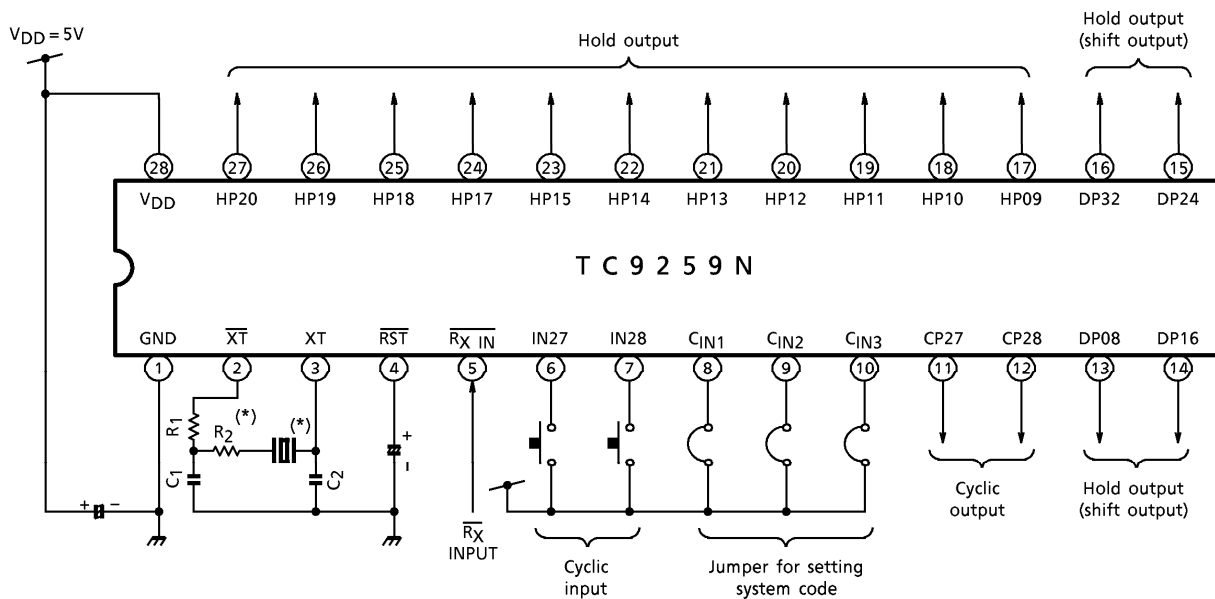 VDD = 5V
Hold output
Hold output
(shift output)
28 27 26 25 24 23 22 21 20 19 18 17 16 15
VDD HP20 HP19 HP18 HP17 HP15 HP14 HP13 HP12 HP11 HP10 HP09 DP32 DP24
TC9259N
GND XT XT RST RX IN IN27 IN28 CIN1 CIN2 CIN3 CP27 CP28 DP08 DP16
1 2 3 4 5 6 7 8 9 10 11 12 13 14
R1
R2
(*)
(*)
C1
C2
+
-
+ -
RX
INPUT
Cyclic
input
Jumper for setting
system code
Cyclic
output
Hold output
(shift output)